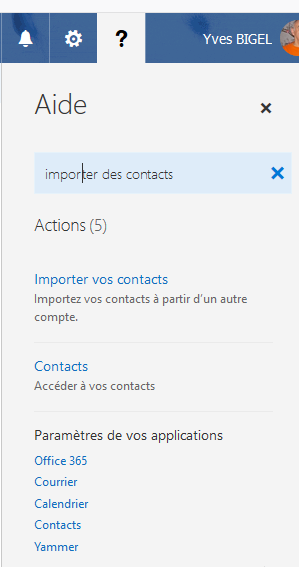 ?
Yves BIGEL
Aide
importer des contacts
Actions (5)
Importer vos contacts
Importez vos contacts à partir d'un autre
compte.
Contacts
Accéder à vos contacts
Paramètres de vos applications
Office 365
Courrier
Calendrier
Contacts
Yammer